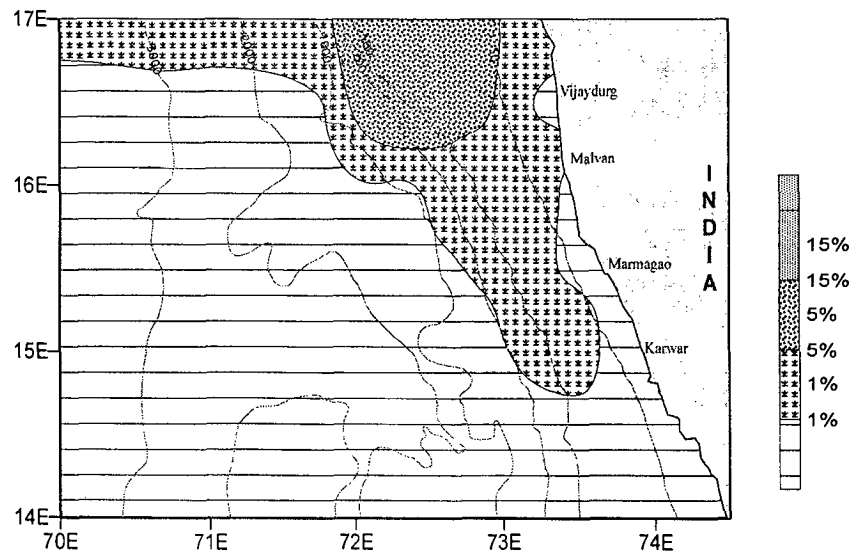 17E
Vijaydurg
Malvan
16E
I
N
D
I
A
15%
Marmagao
15%
5%
15E
Karwar
5%
1%
1%
14E
70E
71E
72E
73E
74E